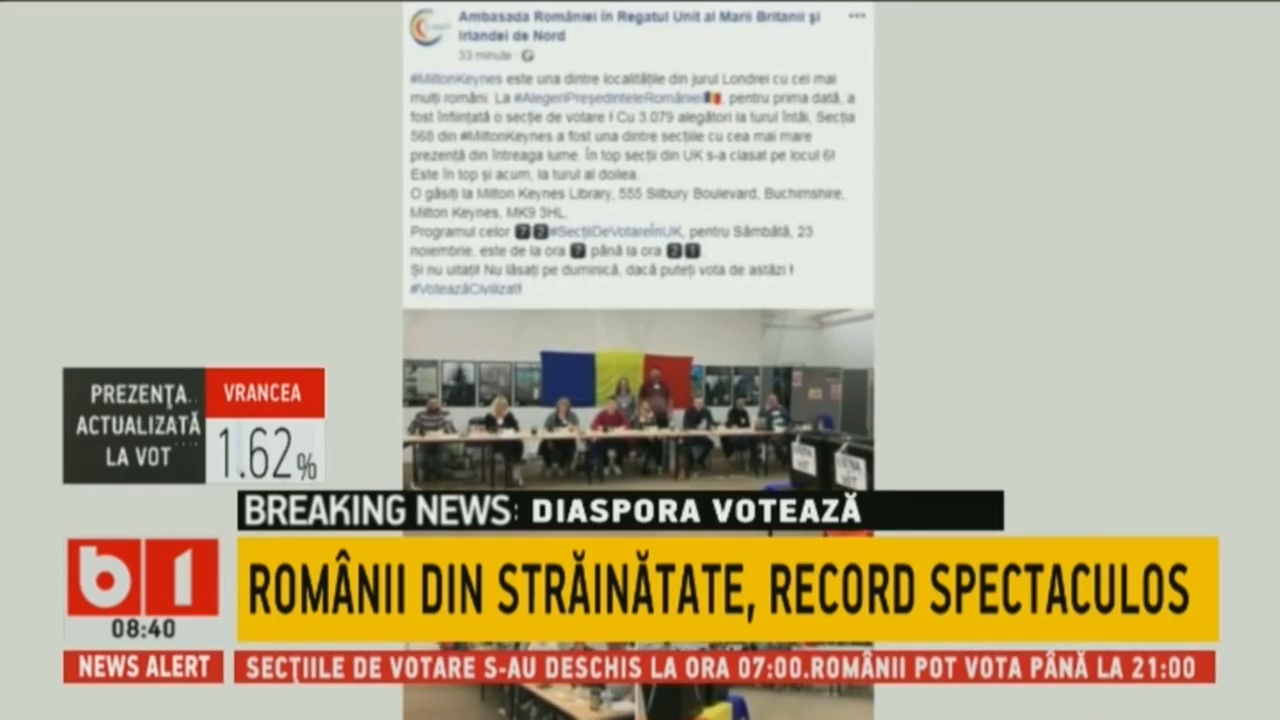 Ambasada României în Regatul Unit al Marii Britanii și
Irlandei de Nord
33 minute
#MiltonKeynes este una dintre localitățile din jurul Londrei cu cei mai
mulți români. La #AlegeriPreședinteleRomâniei, pentru prima dată, a
fost înființată o secție de votare ! Cu 3.079 alegători la turul întâi, Secția
568 din #MiltonKeynes a fost una dintre secțiile cu cea mai mare
prezență din întreaga lume. În top secții din UK s-a clasat pe locul 6!
Este în top și acum, la turul al doilea.
O găsiți la Milton Keynes Library, 555 Silbury Boulevard, Buchimshire,
Milton Keynes, MK9 3HL.
Programul celor 7 2 #SecțiiDeVotareÎnUK, pentru Sâmbătă, 23
noiembrie, este de la ora 7 până la ora 2 1.
Și nu uitați! Nu lăsați pe duminică, dacă puteți vota de astăzi !
#VoteazăCivilizat!
PREZENŢA
ACTUALIZATĂ
LA VOT
VRANCEA
1.62%
BREAKING NEWS: DIASPORA VOTEAZĂ
b1
08:40
ROMÂNII DIN STRĂINĂTATE, RECORD SPECTACULOS
NEWS ALERT
SECŢIILE DE VOTARE S-AU DESCHIS LA ORA 07:00.ROMÂNII POT VOTA PÂNĂ LA 21:00